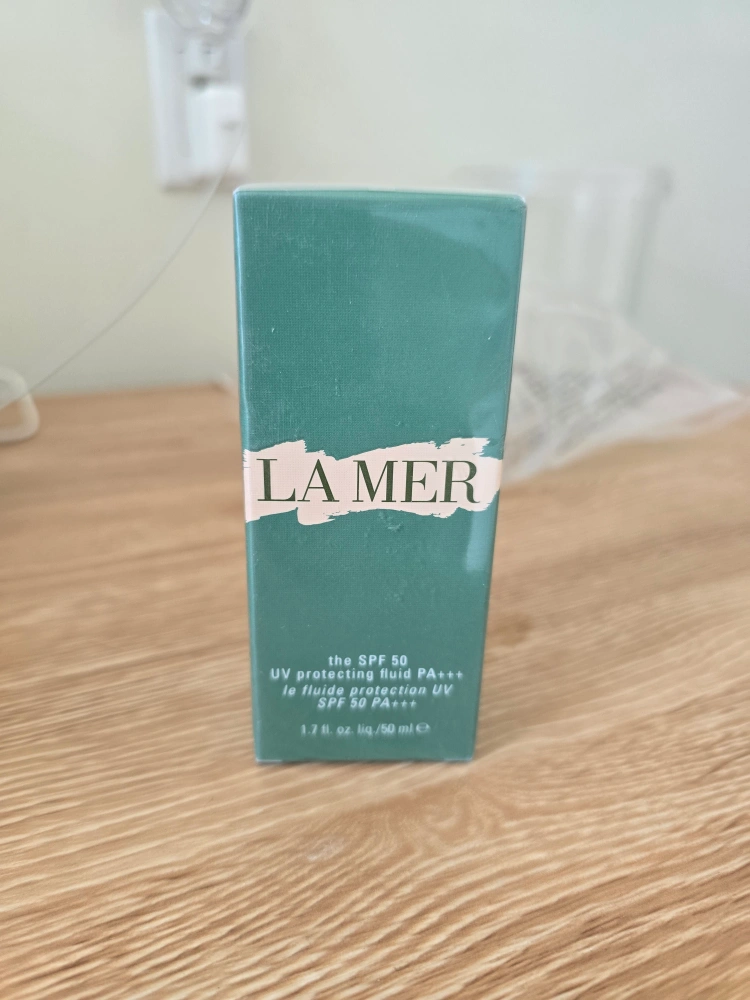 LA MER
the SPF 50
UV protecting fluid PA+++
le fluide protection UV
SPF 50 PA+++
1.7 fl. oz. liq./50 ml ℮